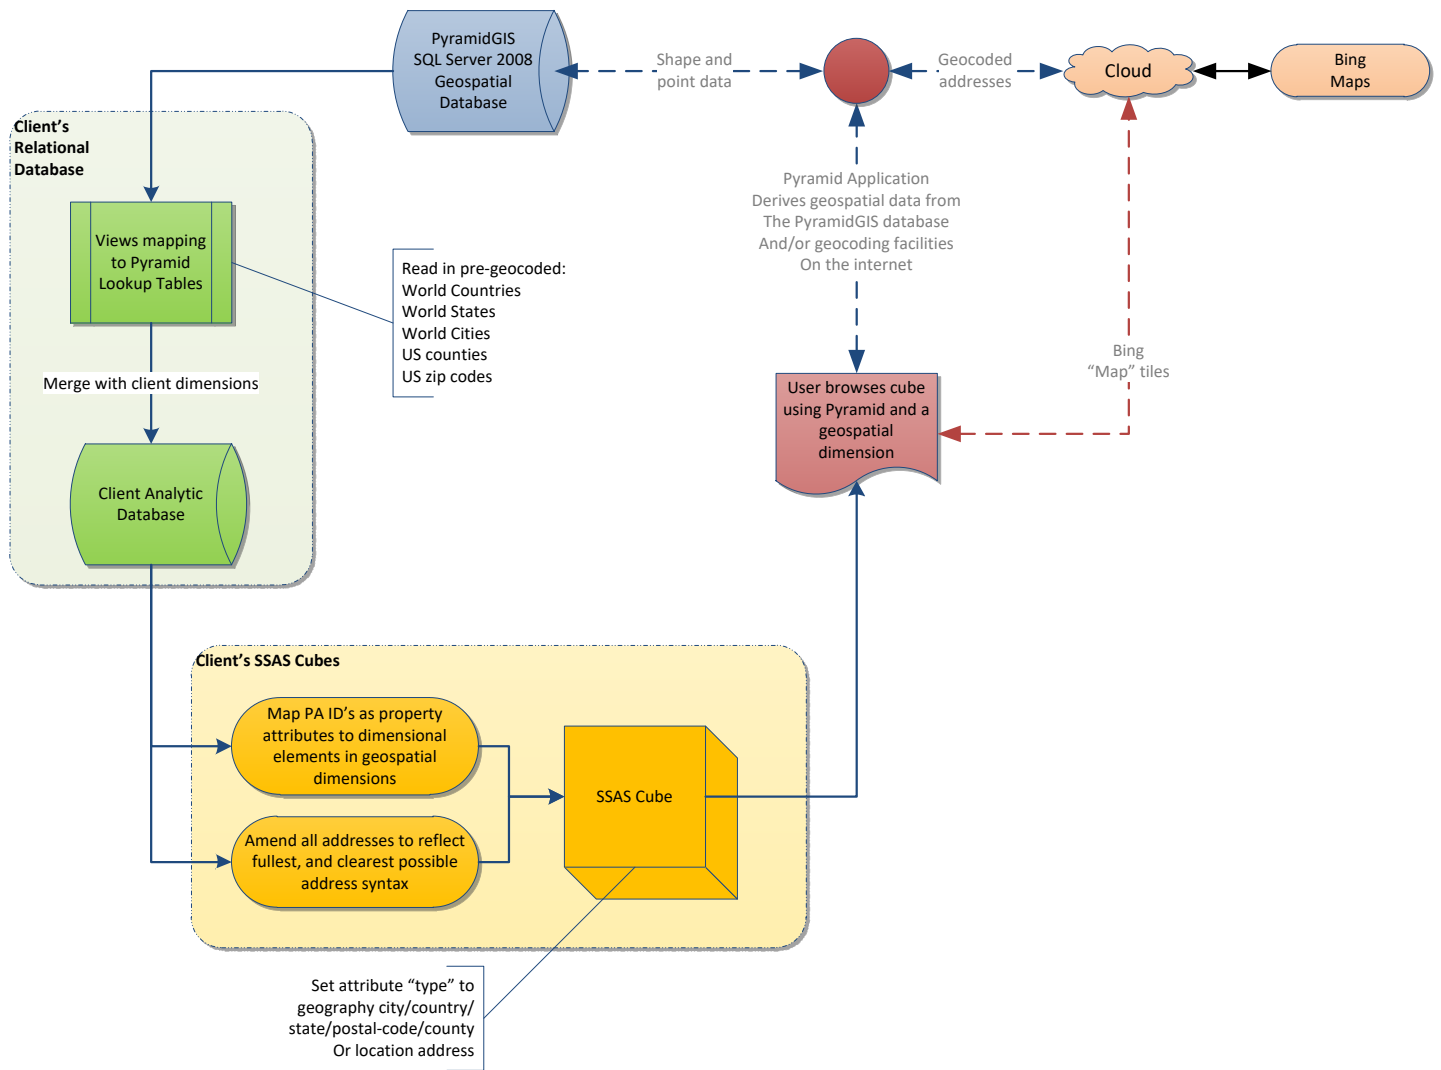 PyramidGIS
SQL Server 2008
Geospatial
Database
Shape and
point data
Geocoded
addresses
Cloud
Bing
Maps
Client's
Relational
Database
Views mapping
to Pyramid
Lookup Tables
Read in pre-geocoded:
World Countries
World States
World Cities
US counties
US zip codes
Merge with client dimensions
Client Analytic
Database
Pyramid Application
Derives geospatial data from
The PyramidGIS database
And/or geocoding facilities
On the internet
Bing
“Map” tiles
User browses cube
using Pyramid and a
geospatial
dimension
Client’s SSAS Cubes
Map PA ID’s as property
attributes to dimensional
elements in geospatial
dimensions
Amend all addresses to reflect
fullest, and clearest possible
address syntax
SSAS Cube
Set attribute “type” to
geography city/country/
state/postal-code/county
Or location address